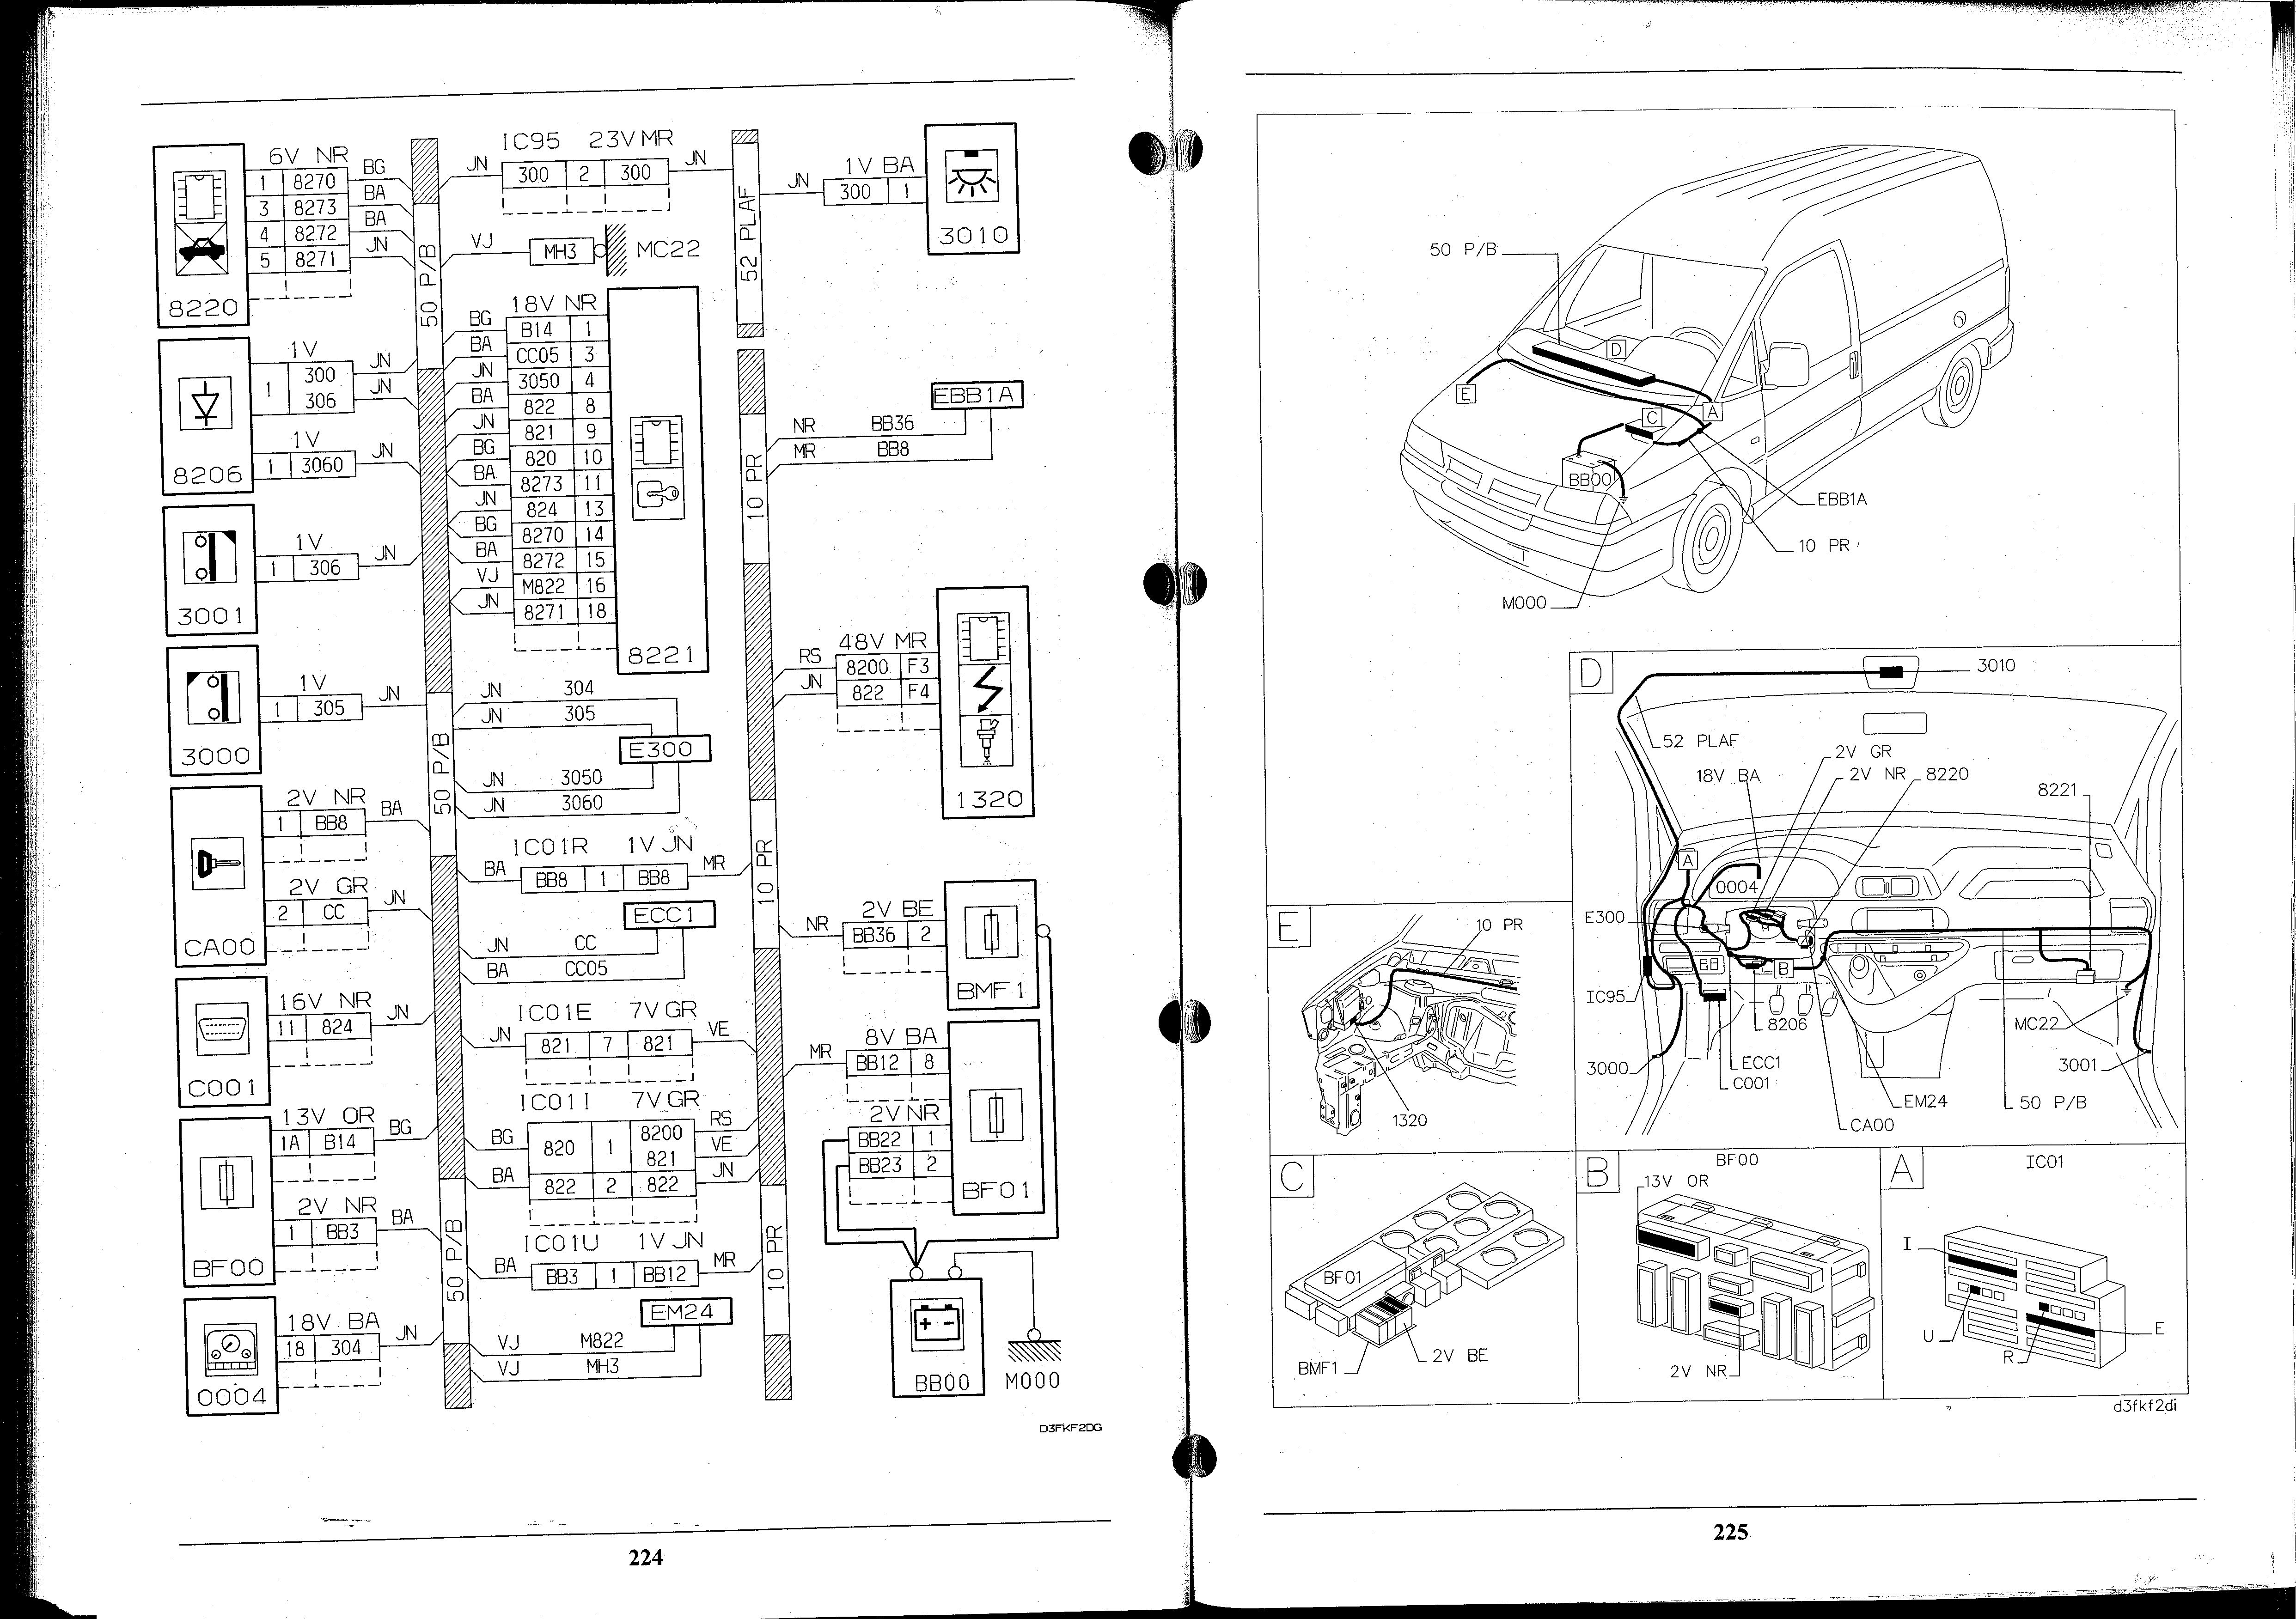 6V NR
1 8270 BG
3 8273 BA
4 8272 BA
5 8271 JN
8220
1V
1 300 JN
306 JN
1V
1 3060 JN
8206
1V
1 306 JN
3001
1V
1 305 JN
3000
2V NR
1 BB8 BA
2V GR
2 CC JN
CA00
16V NR
11 824 JN
C001
13V OR
1A B14 BG
2V NR
1 BB3 BA
BF00
18V BA
18 304 JN
0004
50 P/B
50 P/B
50 P/B
IC95 23V MR
JN 300 2 300 JN
VJ MH3 MC22
18V NR
BG B14 1
BA CC05 3
JN 3050 4
BA 822 8
JN 821 9
BG 820 10
BA 8273 11
JN 824 13
BG 8270 14
BA 8272 15
VJ M822 16
JN 8271 18
8221
JN 304
JN 305
E300
JN 3050
JN 3060
IC01R 1V JN
BA BB8 1 BB8 MR
ECC1
JN CC
BA CC05
IC01E 7V GR
JN 821 7 821 VE
IC01I 7V GR
BG 820 1 8200 RS
821 VE
BA 822 2 822 JN
IC01U 1V JN
BA BB3 1 BB12 MR
EM24
VJ M822
VJ MH3
52 PLAF
10 PR
10 PR
10 PR
1V BA
JN 300 1
3010
EBB1A
NR BB36
MR BB8
48V MR
RS 8200 F3
JN 822 F4
1320
2V BE
NR BB36 2
BMF1
8V BA
MR BB12 8
2V NR
BB22 1
BB23 2
BF01
+ -
BB00 M000
D3FKF2DG
224
50 P/B
D
E
C
A
BB00
EBB1A
10 PR
M000
D
3010
52 PLAF
2V GR
18V BA
2V NR
8220
8221
A
0004
E300
BB
B
IC95
8206
MC22
3000
ECC1
C001
3001
EM24
50 P/B
CA00
E
10 PR
1320
C
BF01
BMF1
2V BE
B
BF00
13V OR
2V NR
A
IC01
I
U
R
E
d3fkf2di
225